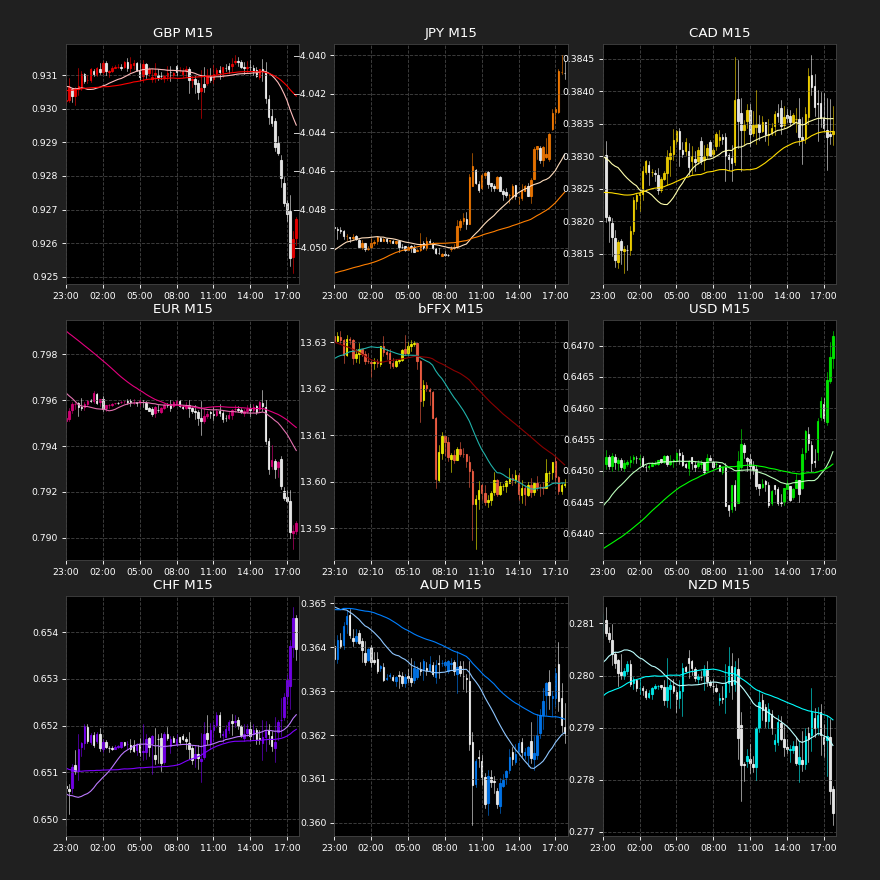 GBP M15
0.931
0.930
0.929
0.928
0.927
0.926
0.925
23:00 02:00 05:00 08:00 11:00 14:00 17:00
JPY M15
4.040
4.042
4.044
4.046
4.048
4.050
23:00 02:00 05:00 08:00 11:00 14:00 17:00
CAD M15
0.3845
0.3840
0.3835
0.3830
0.3825
0.3820
0.3815
23:00 02:00 05:00 08:00 11:00 14:00 17:00
EUR M15
0.798
0.796
0.794
0.792
0.790
23:00 02:00 05:00 08:00 11:00 14:00 17:00
bFFX M15
13.63
13.62
13.61
13.60
13.59
23:10 02:10 05:10 08:10 11:10 14:10 17:10
USD M15
0.6470
0.6465
0.6460
0.6455
0.6450
0.6445
0.6440
23:00 02:00 05:00 08:00 11:00 14:00 17:00
CHF M15
0.654
0.653
0.652
0.651
0.650
23:00 02:00 05:00 08:00 11:00 14:00 17:00
AUD M15
0.365
0.364
0.363
0.362
0.361
0.360
23:00 02:00 05:00 08:00 11:00 14:00 17:00
NZD M15
0.281
0.280
0.279
0.278
0.277
23:00 02:00 05:00 08:00 11:00 14:00 17:00